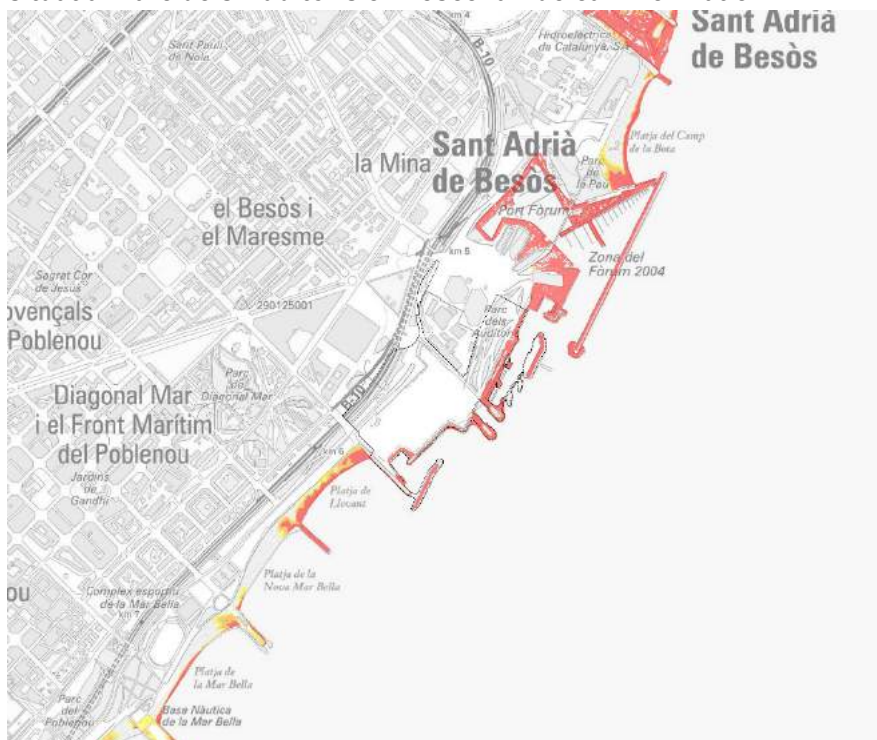 km 4
B-10
Sant Adrià
de Besòs
Hidroelèctrica
de Catalunya, S.A.
Sant Paulí
de Nola
Platja del Camp
de la Bota
Sant Adrià
de Besòs
la Mina
Parc
de
la Pau
Port Fòrum
el Besòs i
el Maresme
km 5
Zona del
Fòrum 2004
Sagrat Cor
de Jesús
290125001
Parc
dels
Auditoris
ovençals
Poblenou
Parc
de
Diagonal Mar
B-10
Diagonal Mar
i el Front Marítim
del Poblenou
km 6
Jardins
de
Gandhi
Platja de
Llevant
Platja de la
Nova Mar Bella
ou
Complex esportiu
de la Mar Bella
km 7
Platja de
la Mar Bella
Parc
del
Poblenou
Base Nàutica
de la Mar Bella